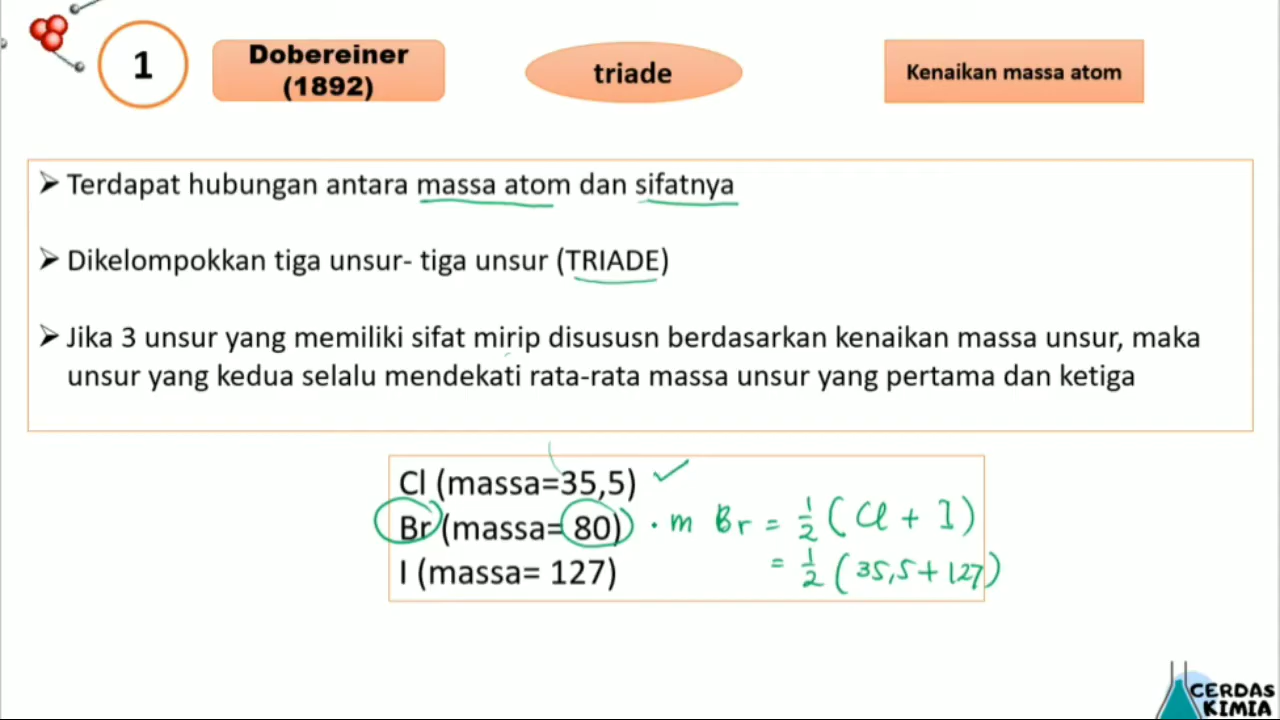 1
Dobereiner
(1892)
triade
Kenaikan massa atom
➢ Terdapat hubungan antara massa atom dan sifatnya
➢ Dikelompokkan tiga unsur- tiga unsur (TRIADE)
➢ Jika 3 unsur yang memiliki sifat mirip disususn berdasarkan kenaikan massa unsur, maka
unsur yang kedua selalu mendekati rata-rata massa unsur yang pertama dan ketiga
Cl (massa=35,5) ✓
Br (massa= 80) · m Br = 1/2 (Cl + I)
I (massa= 127) = 1/2 (35,5 + 127)
CERDAS
KIMIA